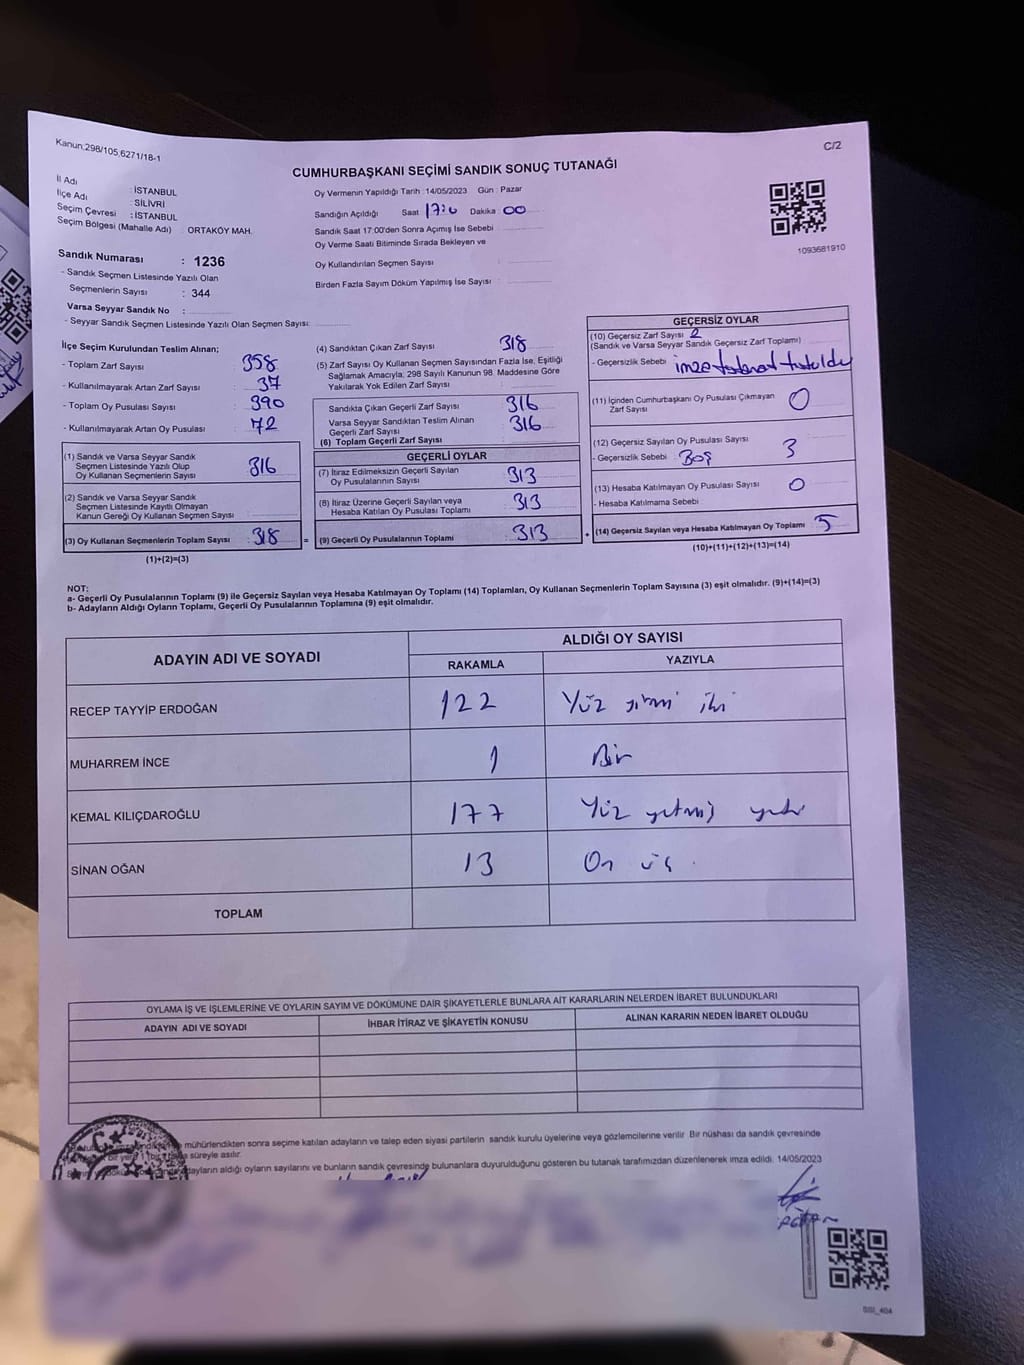 Kanun:298/105,6271/18-1
C/2
CUMHURBAŞKANI SEÇİMİ SANDIK SONUÇ TUTANAĞI
İl Adı : İSTANBUL
İlçe Adı : SİLİVRİ
Seçim Çevresi : İSTANBUL
Seçim Bölgesi (Mahalle Adı) : ORTAKÖY MAH.
Oy Vermenin Yapıldığı Tarih : 14/05/2023 Gün : Pazar
Sandığın Açıldığı Saat 17:0 Dakika : 00
Sandık Saat 17:00'den Sonra Açımış İse Sebebi :
Oy Verme Saati Bitiminde Sırada Bekleyen ve
Oy Kullandırılan Seçmen Sayısı :
Birden Fazla Sayım Döküm Yapılmış İse Sayısı :
1093681910
Sandık Numarası : 1236
- Sandık Seçmen Listesinde Yazılı Olan
Seçmenlerin Sayısı : 344
Varsa Seyyar Sandık No :
- Seyyar Sandık Seçmen Listesinde Yazılı Olan Seçmen Sayısı:
İlçe Seçim Kurulundan Teslim Alınan;
- Toplam Zarf Sayısı 358
- Kullanılmayarak Artan Zarf Sayısı : 37
- Toplam Oy Pusulası Sayısı : 390
- Kullanılmayarak Artan Oy Pusulası : 72
(1) Sandık ve Varsa Seyyar Sandık
Seçmen Listesinde Yazılı Olup
Oy Kullanan Seçmenlerin Sayısı : 316
(2) Sandık ve Varsa Seyyar Sandık
Seçmen Listesinde Kayıtlı Olmayan
Kanun Gereği Oy Kullanan Seçmen Sayısı :
(3) Oy Kullanan Seçmenlerin Toplam Sayısı : 318 =
(1)+(2)=(3)
(4) Sandıktan Çıkan Zarf Sayısı : 318
(5) Zarf Sayısı Oy Kullanan Seçmen Sayısından Fazla İse, Eşitliği
Sağlamak Amacıyla; 298 Sayılı Kanunun 98. Maddesine Göre
Yakılarak Yok Edilen Zarf Sayısı :
Sandıkta Çıkan Geçerli Zarf Sayısı : 316
Varsa Seyyar Sandıktan Teslim Alınan
Geçerli Zarf Sayısı : 316
(6) Toplam Geçerli Zarf Sayısı :
GEÇERLİ OYLAR
(7) İtiraz Edilmeksizin Geçerli Sayılan
Oy Pusulalarının Sayısı : 313
(8) İtiraz Üzerine Geçerli Sayılan veya
Hesaba Katılan Oy Pusulası Toplamı : 313
(9) Geçerli Oy Pusulalarının Toplamı : 313 +
GEÇERSİZ OYLAR
(10) Geçersiz Zarf Sayısı : 2
(Sandık ve Varsa Seyyar Sandık Geçersiz Zarf Toplamı)
- Geçersizlik Sebebi : tutuldu
(11) İçinden Cumhurbaşkanı Oy Pusulası Çıkmayan
Zarf Sayısı 0
(12) Geçersiz Sayılan Oy Pusulası Sayısı 3
- Geçersizlik Sebebi : Boş
(13) Hesaba Katılmayan Oy Pusulası Sayısı 0
- Hesaba Katılmama Sebebi :
(14) Geçersiz Sayılan veya Hesaba Katılmayan Oy Toplamı : 5
(10)+(11)+(12)+(13)=(14)
NOT:
a- Geçerli Oy Pusulalarının Toplamı (9) ile Geçersiz Sayılan veya Hesaba Katılmayan Oy Toplamı (14) Toplamları, Oy Kullanan Seçmenlerin Toplam Sayısına (3) eşit olmalıdır. (9)+(14)=(3)
b- Adayların Aldığı Oyların Toplamı, Geçerli Oy Pusulalarının Toplamına (9) eşit olmalıdır.
ADAYIN ADI VE SOYADI
ALDIĞI OY SAYISI
RAKAMLA YAZIYLA
RECEP TAYYİP ERDOĞAN 122 Yüz yirmi iki
MUHARREM İNCE 1 Bir
KEMAL KILIÇDAROĞLU 177 Yüz yetmiş yedi
SİNAN OĞAN 13 On üç
TOPLAM
OYLAMA İŞ VE İŞLEMLERİNE VE OYLARIN SAYIM VE DÖKÜMÜNE DAİR ŞİKAYETLERLE BUNLARA AİT KARARLARIN NELERDEN İBARET BULUNDUKLARI
ADAYIN ADI VE SOYADI İHBAR İTİRAZ VE ŞİKAYETİN KONUSU ALINAN KARARIN NEDEN İBARET OLDUĞU
mühürlendikten sonra seçime katılan adayların ve talep eden siyasi partilerin sandık kurulu üyelerine veya gözlemcilerine verilir. Bir nüshası da sandık çevresinde
süreyle asılır.
adayların aldığı oyların sayılarını ve bunların sandık çevresinde bulunanlara duyurulduğunu gösteren bu tutanak tarafımızdan düzenlenerek imza edildi. 14/05/2023
SSI_404